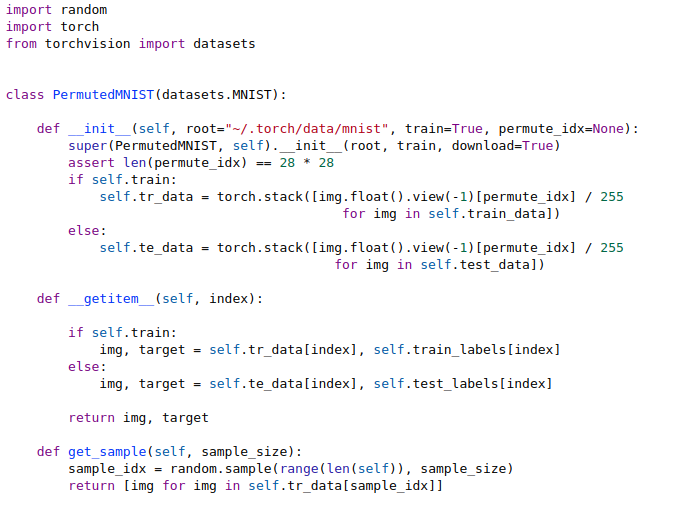 import random
import torch
from torchvision import datasets


class PermutedMNIST(datasets.MNIST):

    def __init__(self, root="~/.torch/data/mnist", train=True, permute_idx=None):
        super(PermutedMNIST, self).__init__(root, train, download=True)
        assert len(permute_idx) == 28 * 28
        if self.train:
            self.tr_data = torch.stack([img.float().view(-1)[permute_idx] / 255
                                           for img in self.train_data])
        else:
            self.te_data = torch.stack([img.float().view(-1)[permute_idx] / 255
                                          for img in self.test_data])

    def __getitem__(self, index):

        if self.train:
            img, target = self.tr_data[index], self.train_labels[index]
        else:
            img, target = self.te_data[index], self.test_labels[index]

        return img, target

    def get_sample(self, sample_size):
        sample_idx = random.sample(range(len(self)), sample_size)
        return [img for img in self.tr_data[sample_idx]]